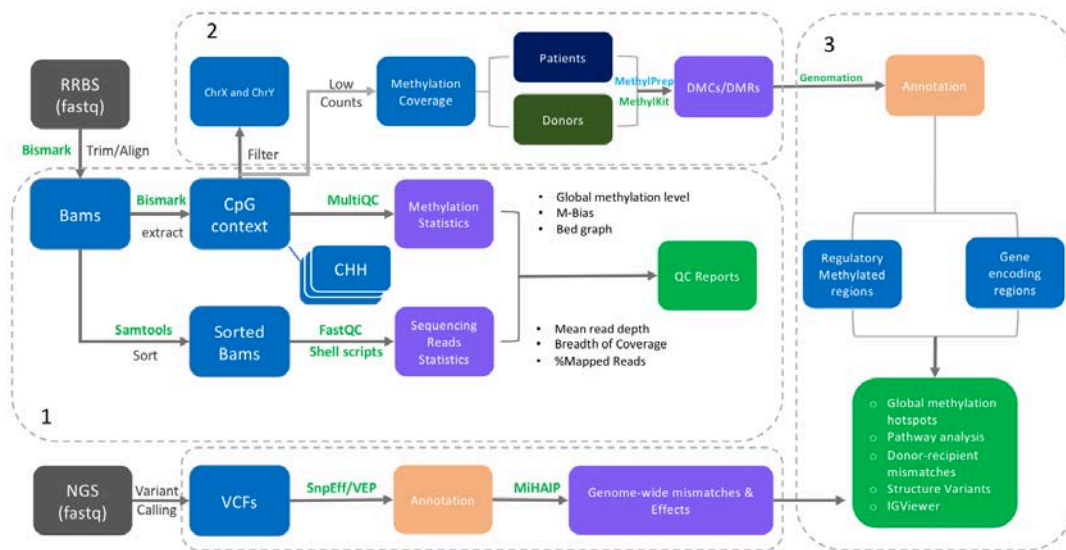 2
3
RRBS
(fastq)
ChrX and ChrY
Low
Counts
Methylation
Coverage
Patients
Donors
MethylPrep
MethylKit
DMCs/DMRs
Genomation
Annotation
Bismark
Trim/Align
Filter
Bams
Bismark
extract
CpG
context
MultiQC
Methylation
Statistics
• Global methylation level
• M-Bias
• Bed graph
CHH
QC Reports
Regulatory
Methylated
regions
Gene
encoding
regions
Samtools
Sort
Sorted
Bams
FastQC
Shell scripts
Sequencing
Reads
Statistics
• Mean read depth
• Breadth of Coverage
• %Mapped Reads
1
o Global methylation
hotspots
o Pathway analysis
o Donor-recipient
mismatches
o Structure Variants
o IGViewer
NGS
(fastq)
Variant
Calling
VCFs
SnpEff/VEP
Annotation
MiHAIP
Genome-wide mismatches &
Effects